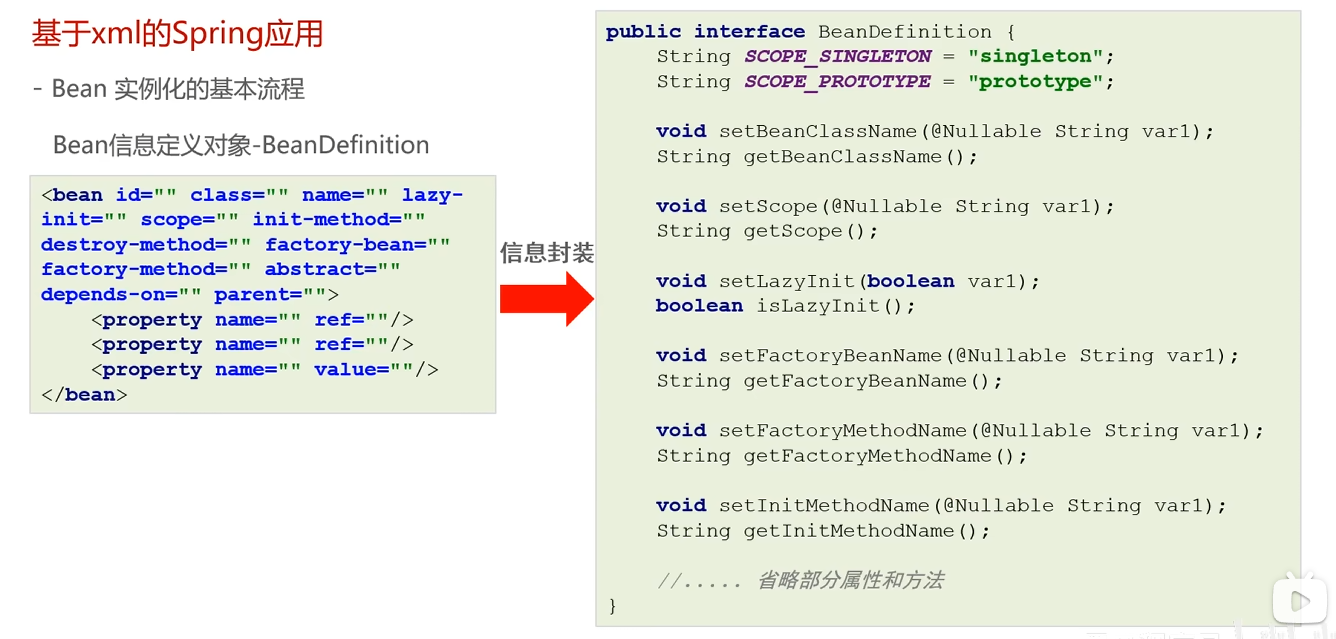 基于xml的Spring应用
- Bean 实例化的基本流程
Bean信息定义对象-BeanDefinition
<bean id="" class="" name="" lazy-
init="" scope="" init-method=""
destroy-method="" factory-bean=""
factory-method="" abstract=""
depends-on="" parent="">
    <property name="" ref=""/>
    <property name="" ref=""/>
    <property name="" value=""/>
</bean>
信息封装
public interface BeanDefinition {
    String SCOPE_SINGLETON = "singleton";
    String SCOPE_PROTOTYPE = "prototype";
    void setBeanClassName(@Nullable String var1);
    String getBeanClassName();
    void setScope(@Nullable String var1);
    String getScope();
    void setLazyInit(boolean var1);
    boolean isLazyInit();
    void setFactoryBeanName(@Nullable String var1);
    String getFactoryBeanName();
    void setFactoryMethodName(@Nullable String var1);
    String getFactoryMethodName();
    void setInitMethodName(@Nullable String var1);
    String getInitMethodName();
    //..... 省略部分属性和方法
}